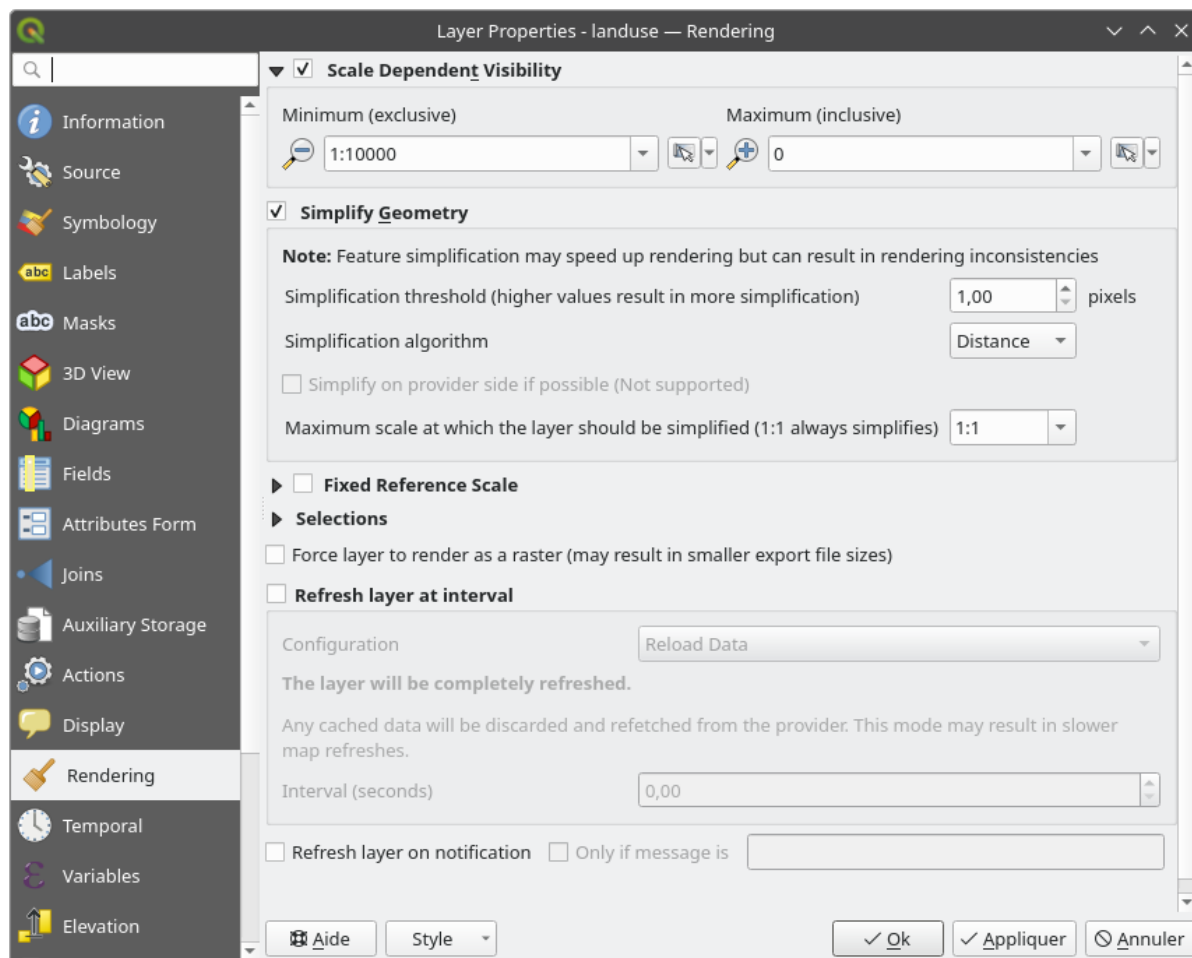 Layer Properties - landuse — Rendering
Information
Source
Symbology
abc Labels
abc Masks
3D View
Diagrams
Fields
Attributes Form
Joins
Auxiliary Storage
Actions
Display
Rendering
Temporal
Variables
Elevation
Scale Dependent Visibility
Minimum (exclusive) Maximum (inclusive)
1:10000 0
Simplify Geometry
Note: Feature simplification may speed up rendering but can result in rendering inconsistencies
Simplification threshold (higher values result in more simplification) 1,00 pixels
Simplification algorithm Distance
Simplify on provider side if possible (Not supported)
Maximum scale at which the layer should be simplified (1:1 always simplifies) 1:1
Fixed Reference Scale
Selections
Force layer to render as a raster (may result in smaller export file sizes)
Refresh layer at interval
Configuration Reload Data
The layer will be completely refreshed.
Any cached data will be discarded and refetched from the provider. This mode may result in slower
map refreshes.
Interval (seconds) 0,00
Refresh layer on notification Only if message is
Aide Style Ok Appliquer Annuler